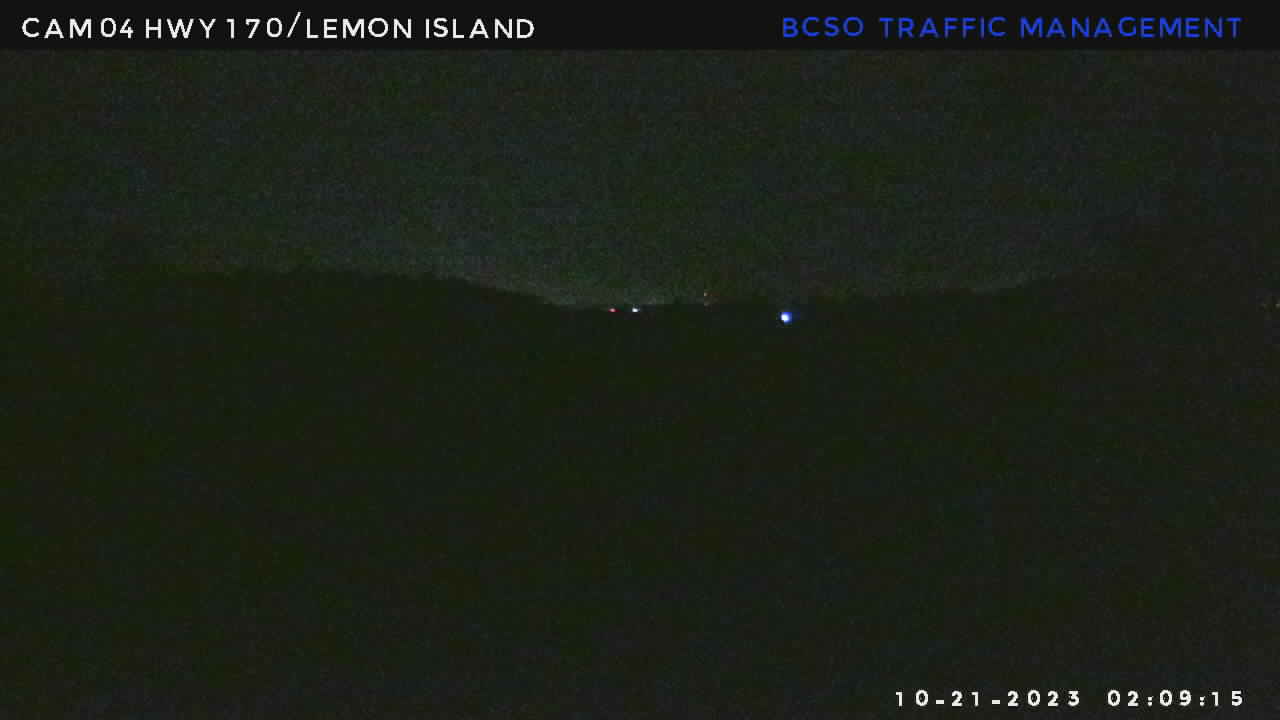 CAM 04 HWY 170/LEMON ISLAND
BCSO TRAFFIC MANAGEMENT
10-21-2023 02:09:15